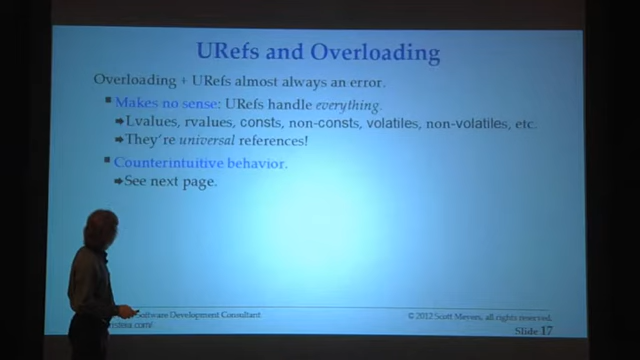 URefs and Overloading
Overloading + URefs almost always an error.
Makes no sense: URefs handle everything.
Lvalues, rvalues, consts, non-consts, volatiles, non-volatiles, etc.
They're universal references!
Counterintuitive behavior.
See next page.
Software Development Consultant
© 2012 Scott Meyers, all rights reserved.
Slide 17